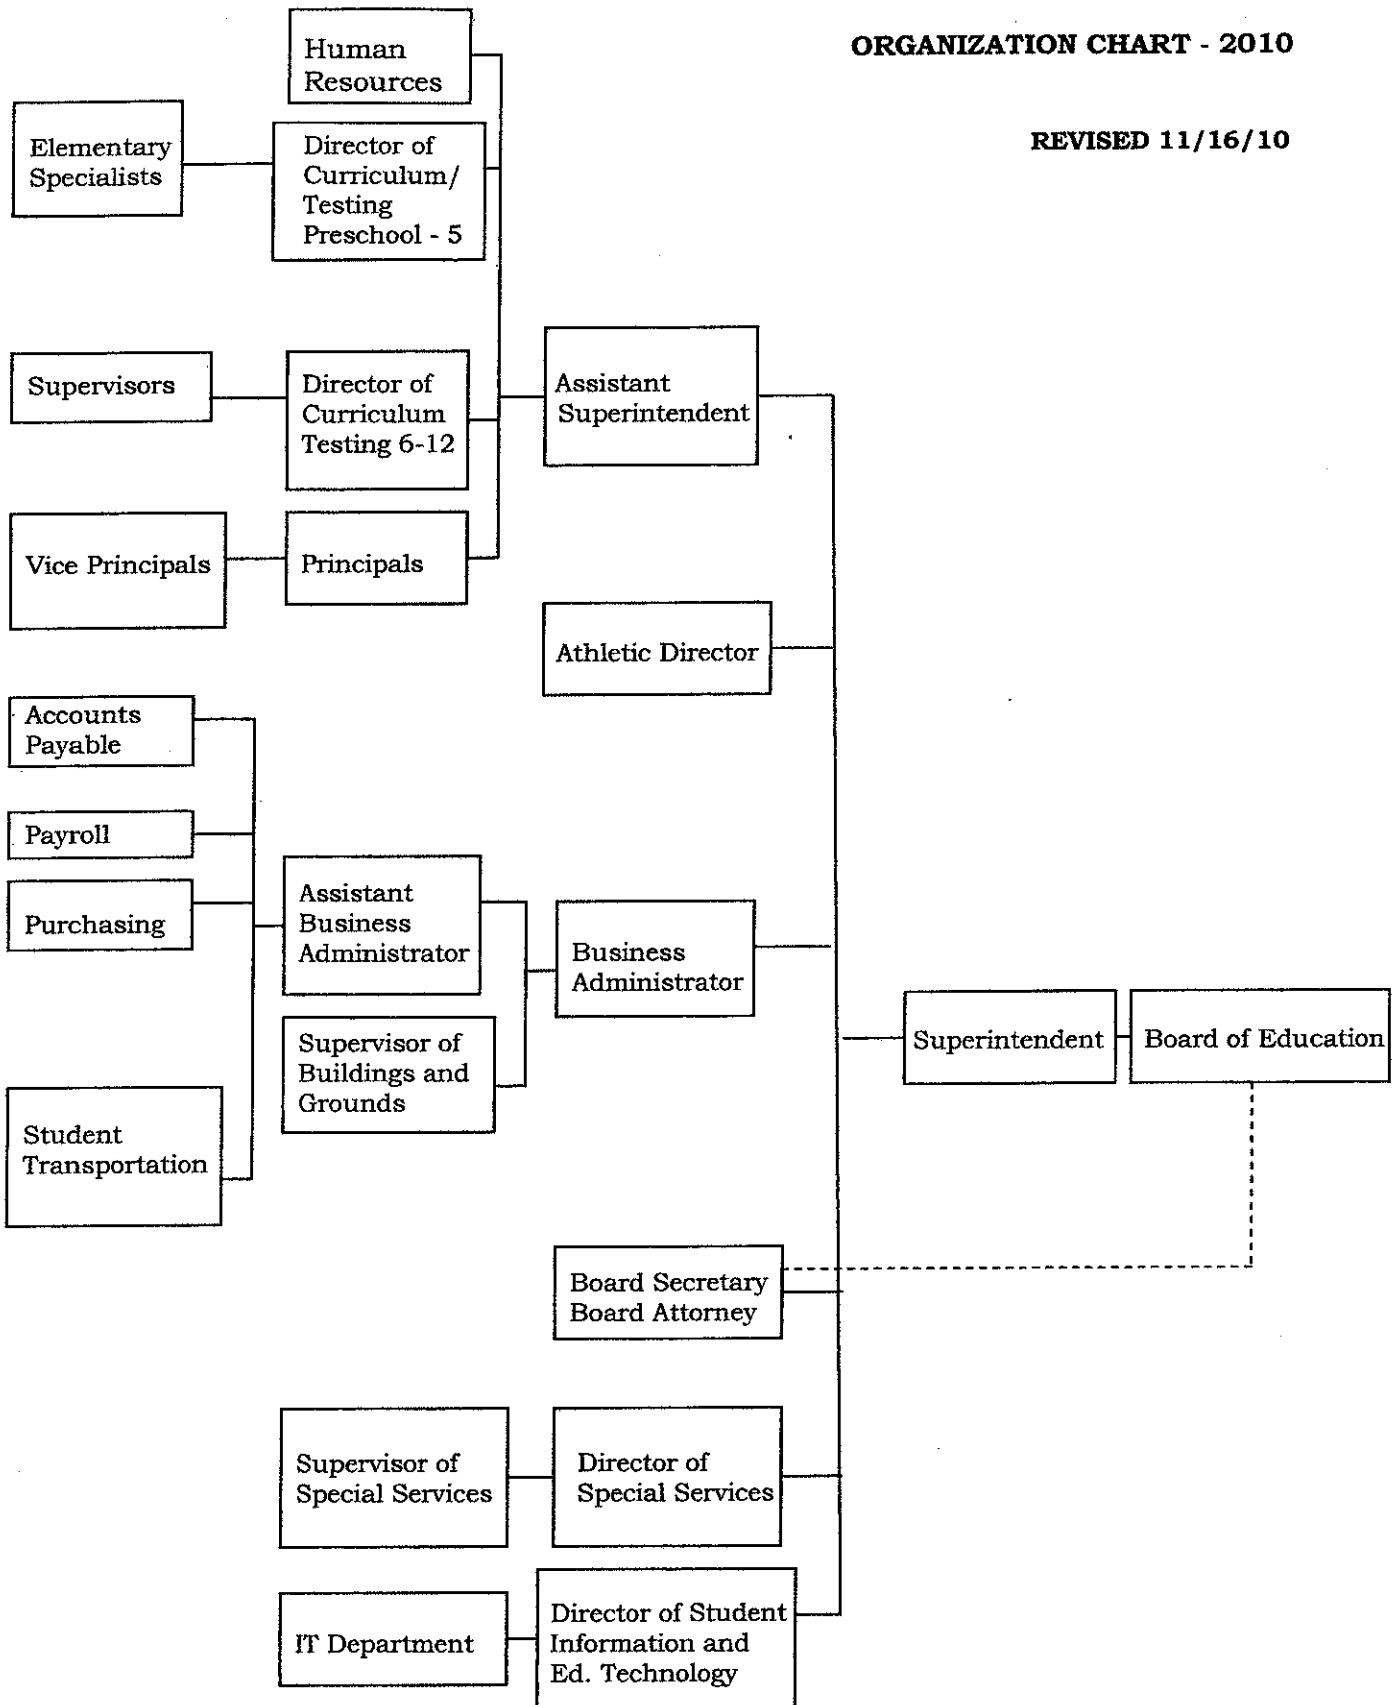 ORGANIZATION CHART - 2010
REVISED 11/16/10
Human
Resources
Elementary
Specialists
Director of
Curriculum/
Testing
Preschool - 5
Supervisors
Director of
Curriculum
Testing 6-12
Assistant
Superintendent
Vice Principals
Principals
Athletic Director
Accounts
Payable
Payroll
Purchasing
Assistant
Business
Administrator
Business
Administrator
Supervisor of
Buildings and
Grounds
Superintendent
Board of Education
Student
Transportation
Board Secretary
Board Attorney
Supervisor of
Special Services
Director of
Special Services
IT Department
Director of Student
Information and
Ed. Technology